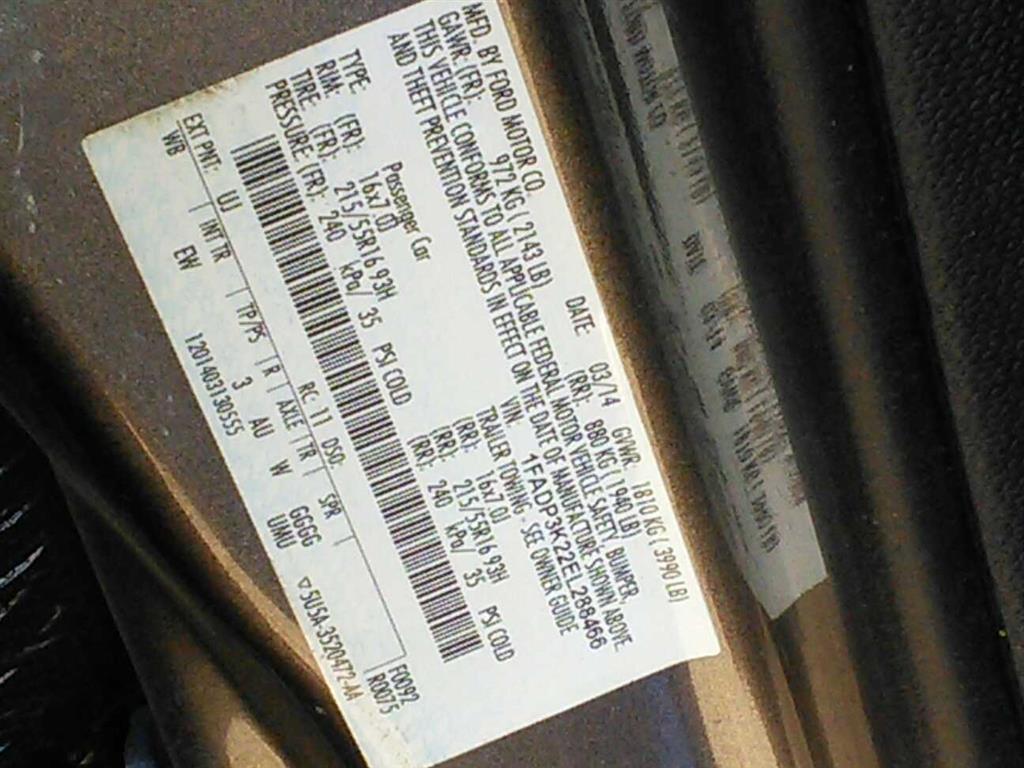 MFD. BY FORD MOTOR CO.
DATE: 03/14 GVWR: 1810 KG ( 3990 LB)
GAWR: (FR): 972 KG ( 2143 LB) (RR): 880 KG ( 1940 LB)
THIS VEHICLE CONFORMS TO ALL APPLICABLE FEDERAL MOTOR VEHICLE SAFETY, BUMPER,
AND THEFT PREVENTION STANDARDS IN EFFECT ON THE DATE OF MANUFACTURE SHOWN ABOVE
VIN: 1FADP3K22EL288466
TYPE: Passenger Car TRAILER TOWING - SEE OWNER GUIDE
RIM: (FR): 16x7.0J (RR): 16x7.0J
TIRE: (FR): 215/55R16 93H (RR): 215/55R16 93H
PRESSURE (FR): 240 kPa/ 35 PSI COLD (RR): 240 kPa/ 35 PSI COLD
EXT PNT: UJ RC: 11 DSO: F0092
WB INT TR TP/PS R AXLE TR SPR R0075
EW 3 AU W GGGG
12014031305SS UMU
▽5USA-3520472-AA